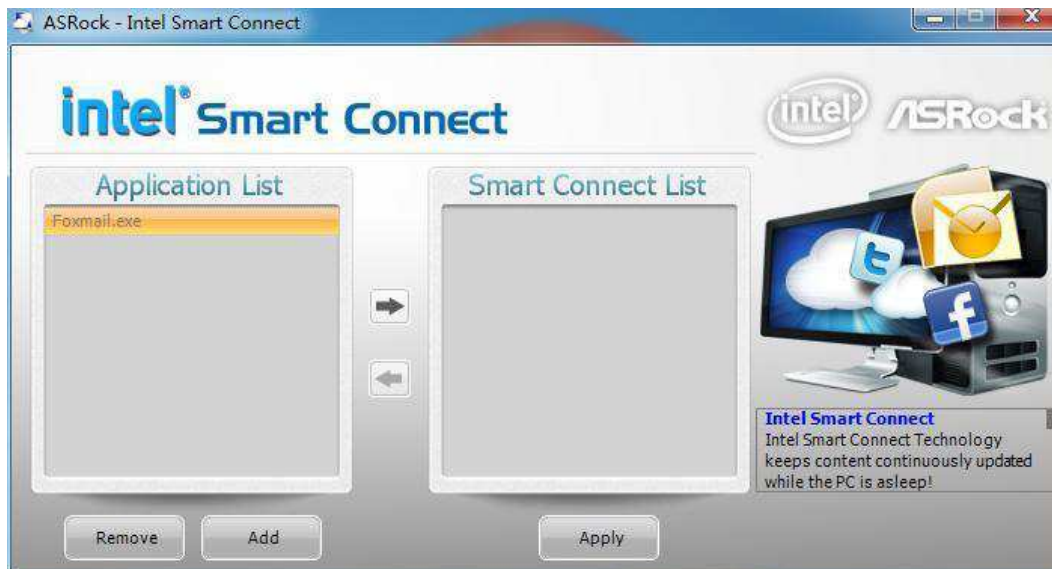 ASRock - Intel Smart Connect
intel® Smart Connect
intel® ASRock
Application List
Foxmail.exe
Smart Connect List
Intel Smart Connect
Intel Smart Connect Technology
keeps content continuously updated
while the PC is asleep!
Remove
Add
Apply